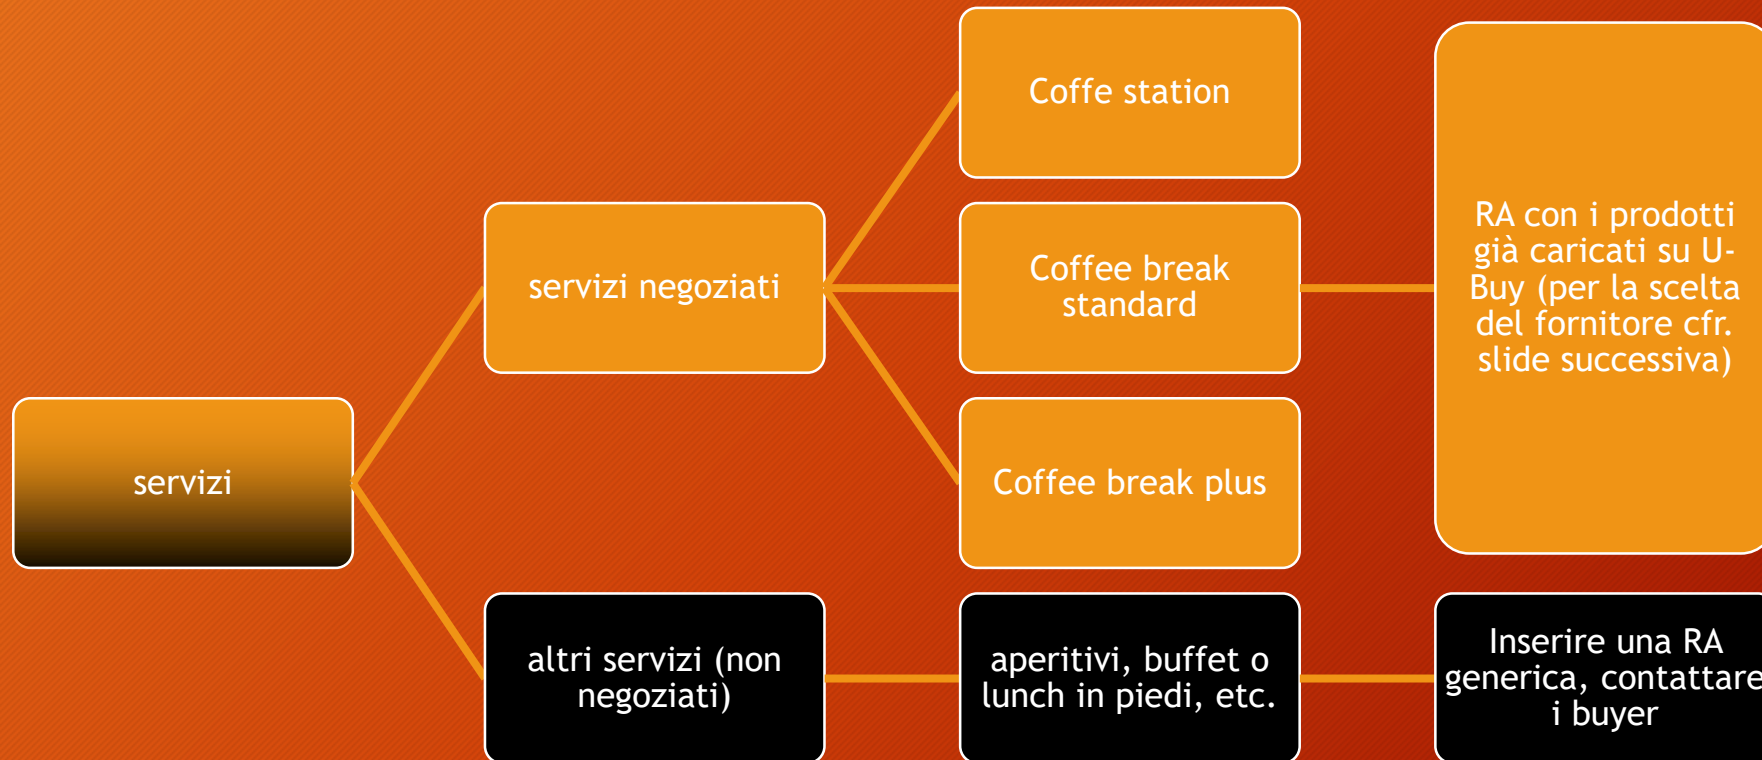 Coffe station
RA con i prodotti
già caricati su U-
Buy (per la scelta
del fornitore cfr.
slide successiva)
servizi negoziati
Coffee break
standard
servizi
Coffee break plus
altri servizi (non
negoziati)
aperitivi, buffet o
lunch in piedi, etc.
Inserire una RA
generica, contattare
i buyer